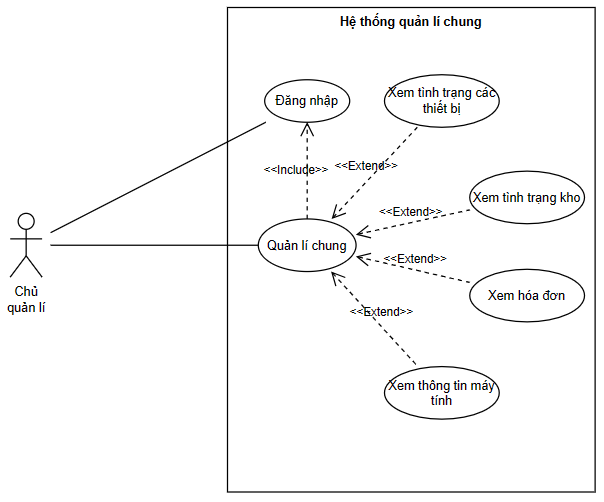 Hệ thống quản lí chung
Xem tình trạng các
thiết bị
Đăng nhập
<<Include>>
<<Extend>>
Xem tình trạng kho
<<Extend>>
Quản lí chung
<<Extend>>
Xem hóa đơn
Chủ
quản lí
<<Extend>>
Xem thông tin máy
tính